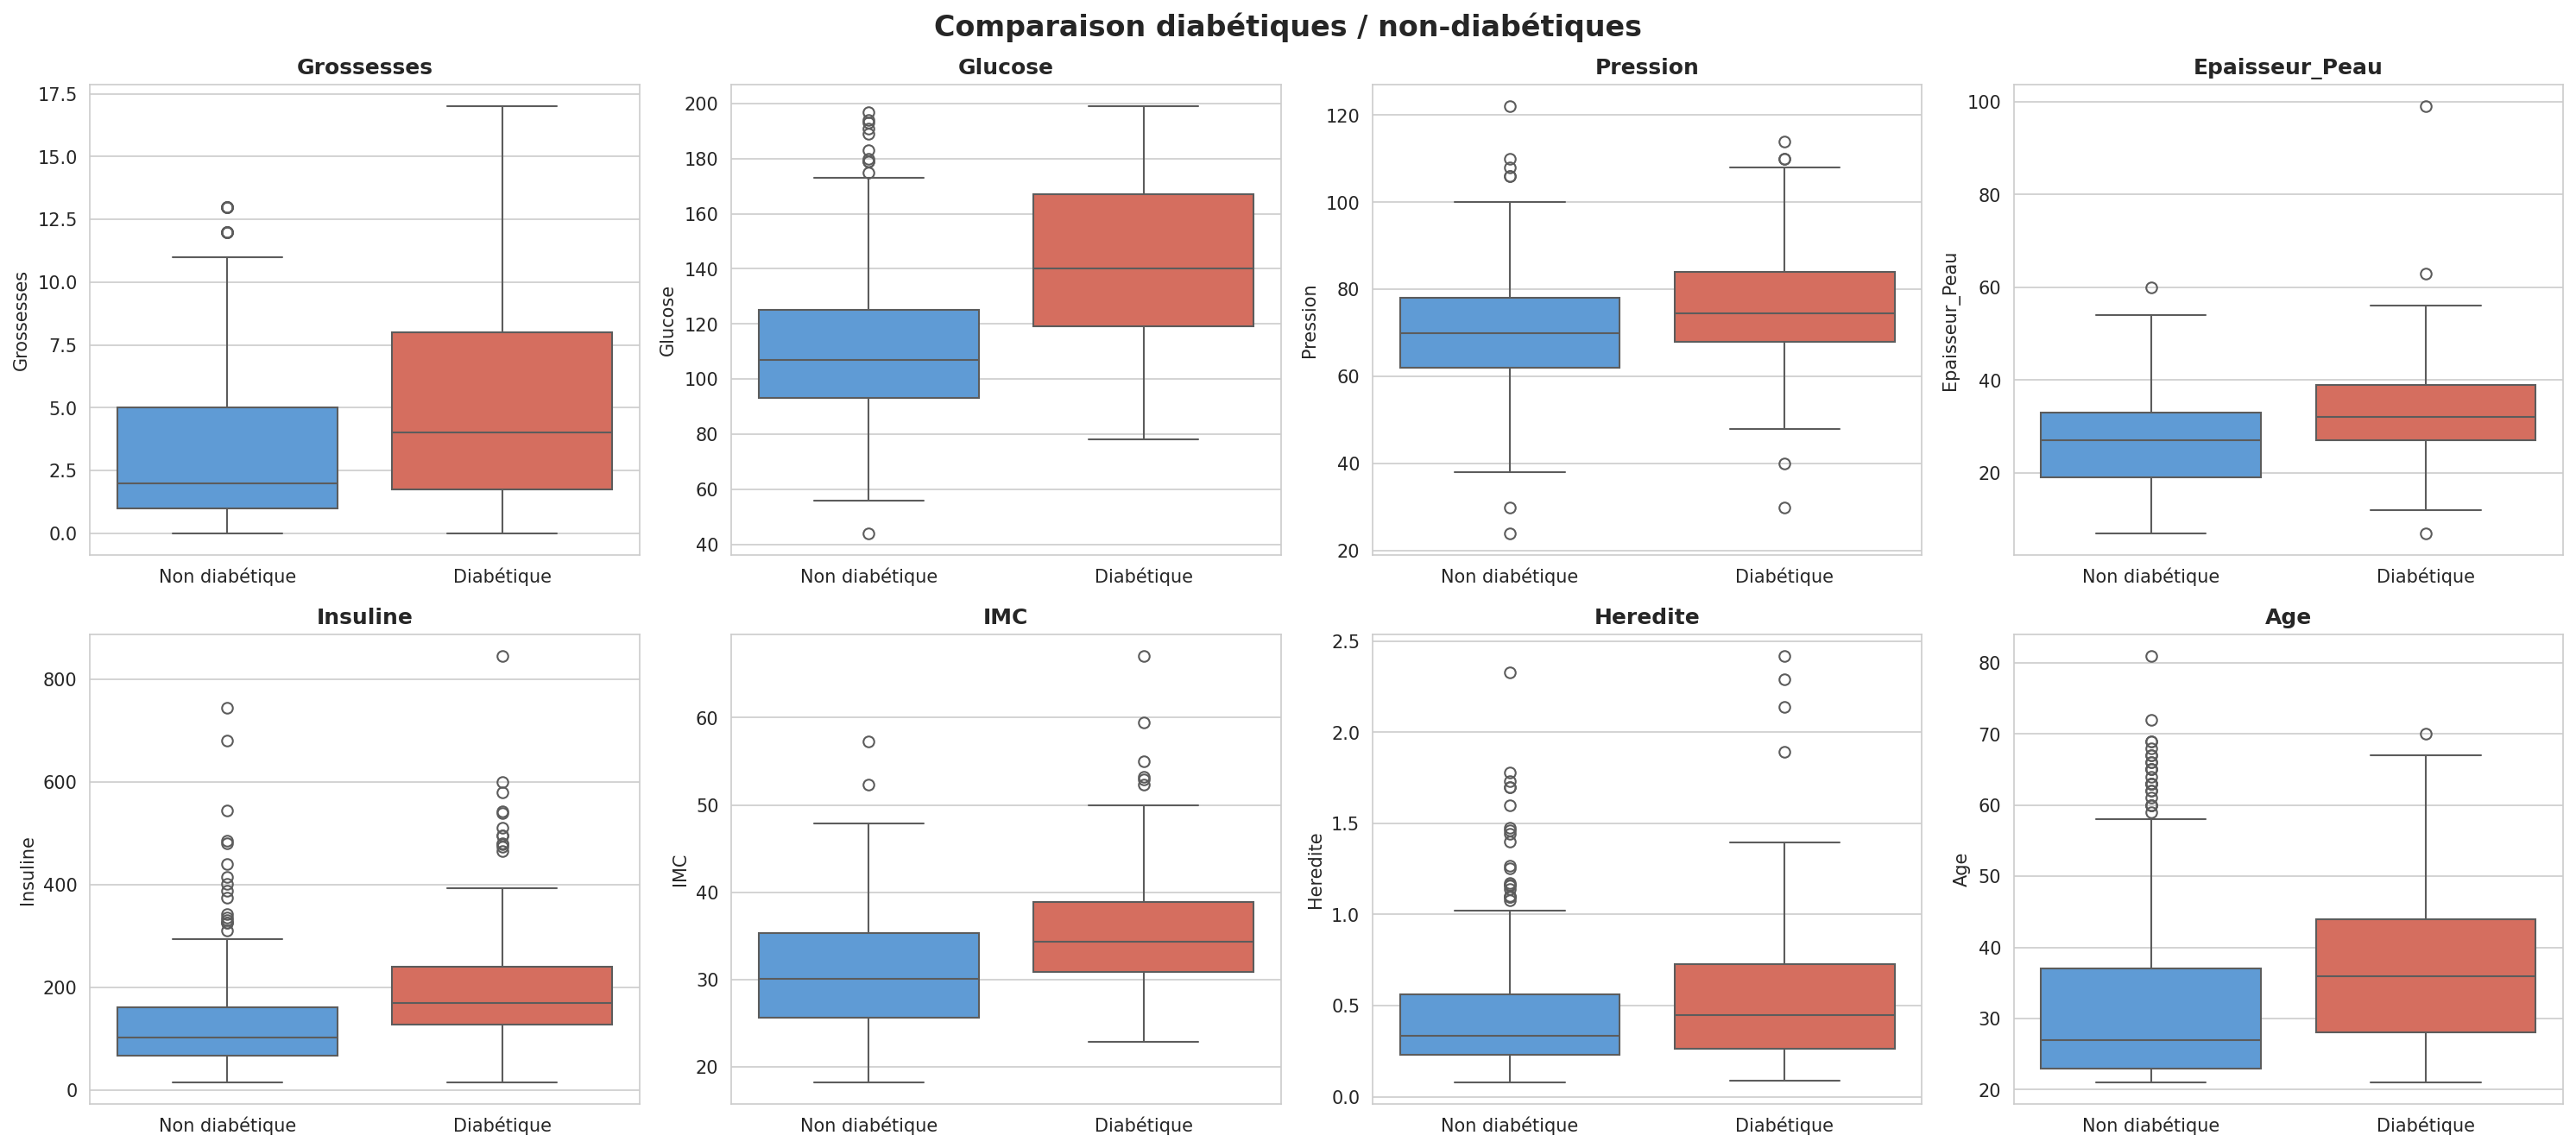 Comparaison diabétiques / non-diabétiques
Grossesses
Glucose
Pression
Epaisseur_Peau
Grossesses
17.5
15.0
12.5
10.0
7.5
5.0
2.5
0.0
Non diabétique
Diabétique
Glucose
200
180
160
140
120
100
80
60
40
Non diabétique
Diabétique
Pression
120
100
80
60
40
20
Non diabétique
Diabétique
Epaisseur_Peau
100
80
60
40
20
Non diabétique
Diabétique
Insuline
IMC
Heredite
Age
Insuline
800
600
400
200
0
Non diabétique
Diabétique
IMC
60
50
40
30
20
Non diabétique
Diabétique
Heredite
2.5
2.0
1.5
1.0
0.5
0.0
Non diabétique
Diabétique
Age
80
70
60
50
40
30
20
Non diabétique
Diabétique